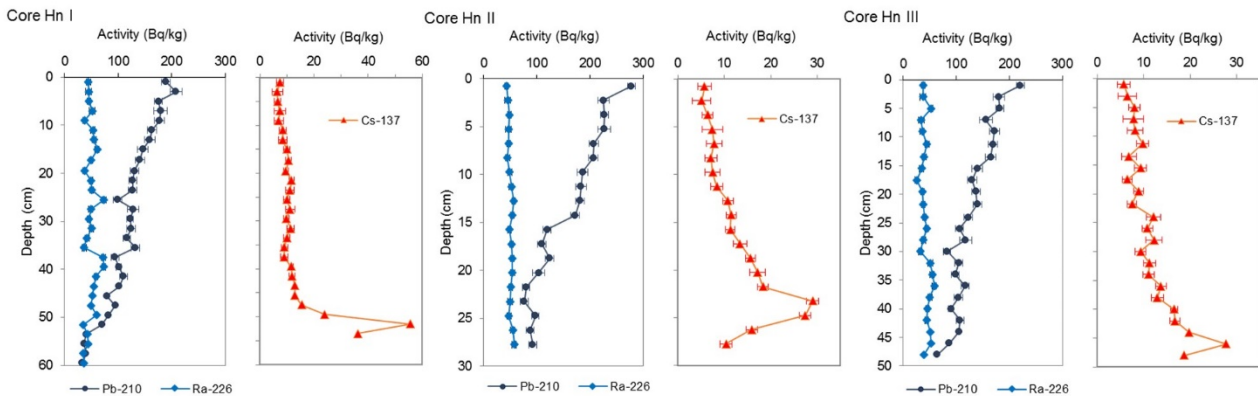 Core Hn I
Activity (Bq/kg)
0 100 200 300
Depth (cm)
0
10
20
30
40
50
60
Pb-210 Ra-226
Activity (Bq/kg)
0 20 40 60
Cs-137
Core Hn II
Activity (Bq/kg)
0 100 200 300
Depth (cm)
0
5
10
15
20
25
30
Pb-210 Ra-226
Activity (Bq/kg)
0 10 20 30
Cs-137
Core Hn III
Activity (Bq/kg)
0 100 200 300
Depth (cm)
0
5
10
15
20
25
30
35
40
45
50
Pb-210 Ra-226
Activity (Bq/kg)
0 10 20 30
Cs-137